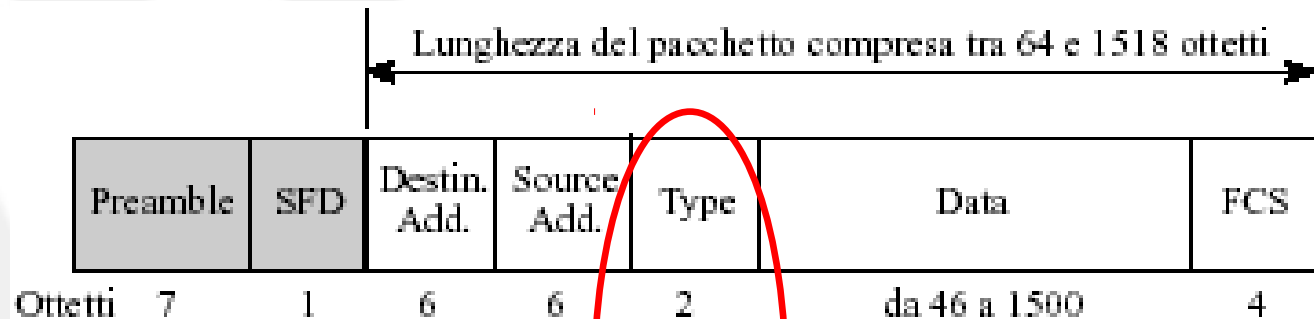 Lunghezza del pacchetto compresa tra 64 e 1518 ottetti
Preamble SFD Destin. Add. Source Add. Type Data FCS
Ottetti 7 1 6 6 2 da 46 a 1500 4